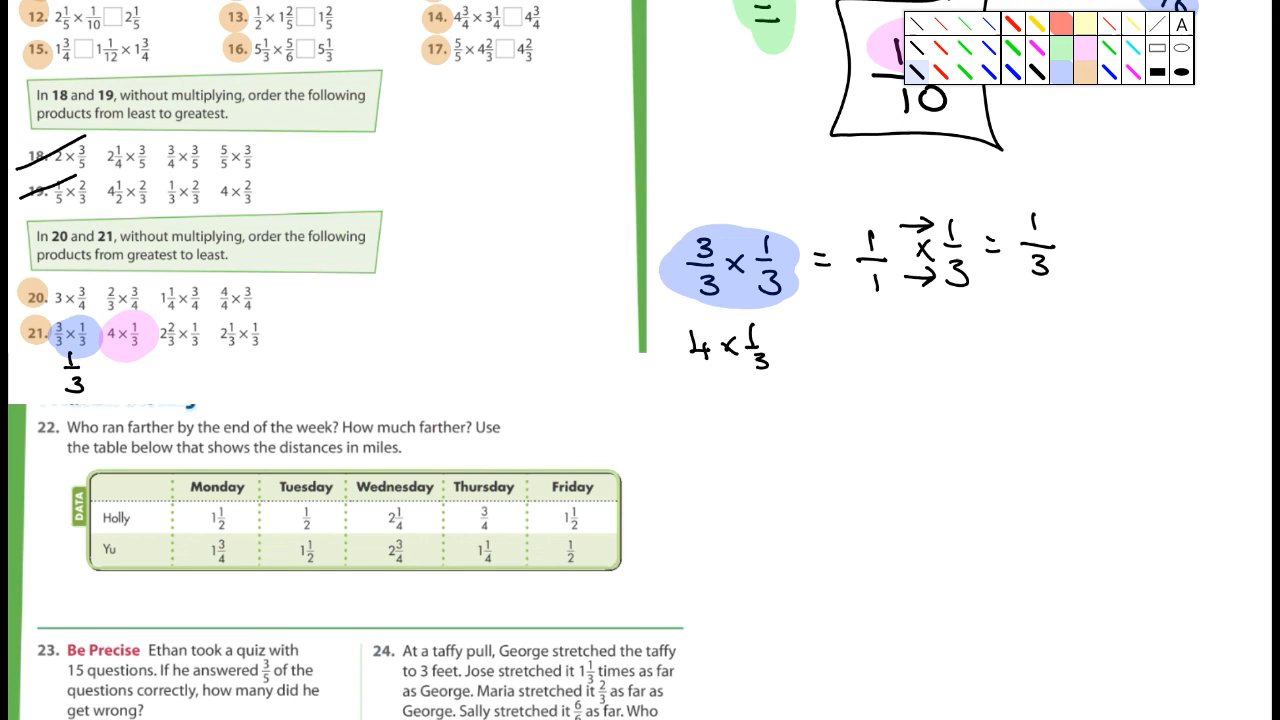 12. 2 1/5 × 1/10 □ 2 1/5
13. 1/2 × 1 2/5 □ 1 2/5
14. 4 3/4 × 3 1/4 □ 4 3/4
15. 1 3/4 □ 1 1/12 × 1 3/4
16. 5 1/3 × 5/6 □ 5 1/3
17. 5/5 × 4 2/3 □ 4 2/3
In 18 and 19, without multiplying, order the following
products from least to greatest.
18. 2 × 3/5 2 1/4 × 3/5 3/4 × 3/5 5/5 × 3/5
19. 1/5 × 2/3 4 1/2 × 2/3 1/3 × 2/3 4 × 2/3
In 20 and 21, without multiplying, order the following
products from greatest to least.
20. 3 × 3/4 2/3 × 3/4 1 1/4 × 3/4 4/4 × 3/4
21. 3/3 × 1/3 4 × 1/3 2 2/3 × 1/3 2 1/3 × 1/3
1/3
22. Who ran farther by the end of the week? How much farther? Use
the table below that shows the distances in miles.
DATA
Monday Tuesday Wednesday Thursday Friday
Holly 1 1/2 1/2 2 1/4 3/4 1 1/2
Yu 1 3/4 1 1/2 2 3/4 1 1/4 1/2
23. Be Precise Ethan took a quiz with
15 questions. If he answered 3/5 of the
questions correctly, how many did he
get wrong?
24. At a taffy pull, George stretched the taffy
to 3 feet. Jose stretched it 1 1/3 times as far
as George. Maria stretched it 2/3 as far as
George. Sally stretched it 6/6 as far. Who
=
1/10
A
3/3 × 1/3 = 1/1 → × → 1/3 = 1/3
4 × 1/3